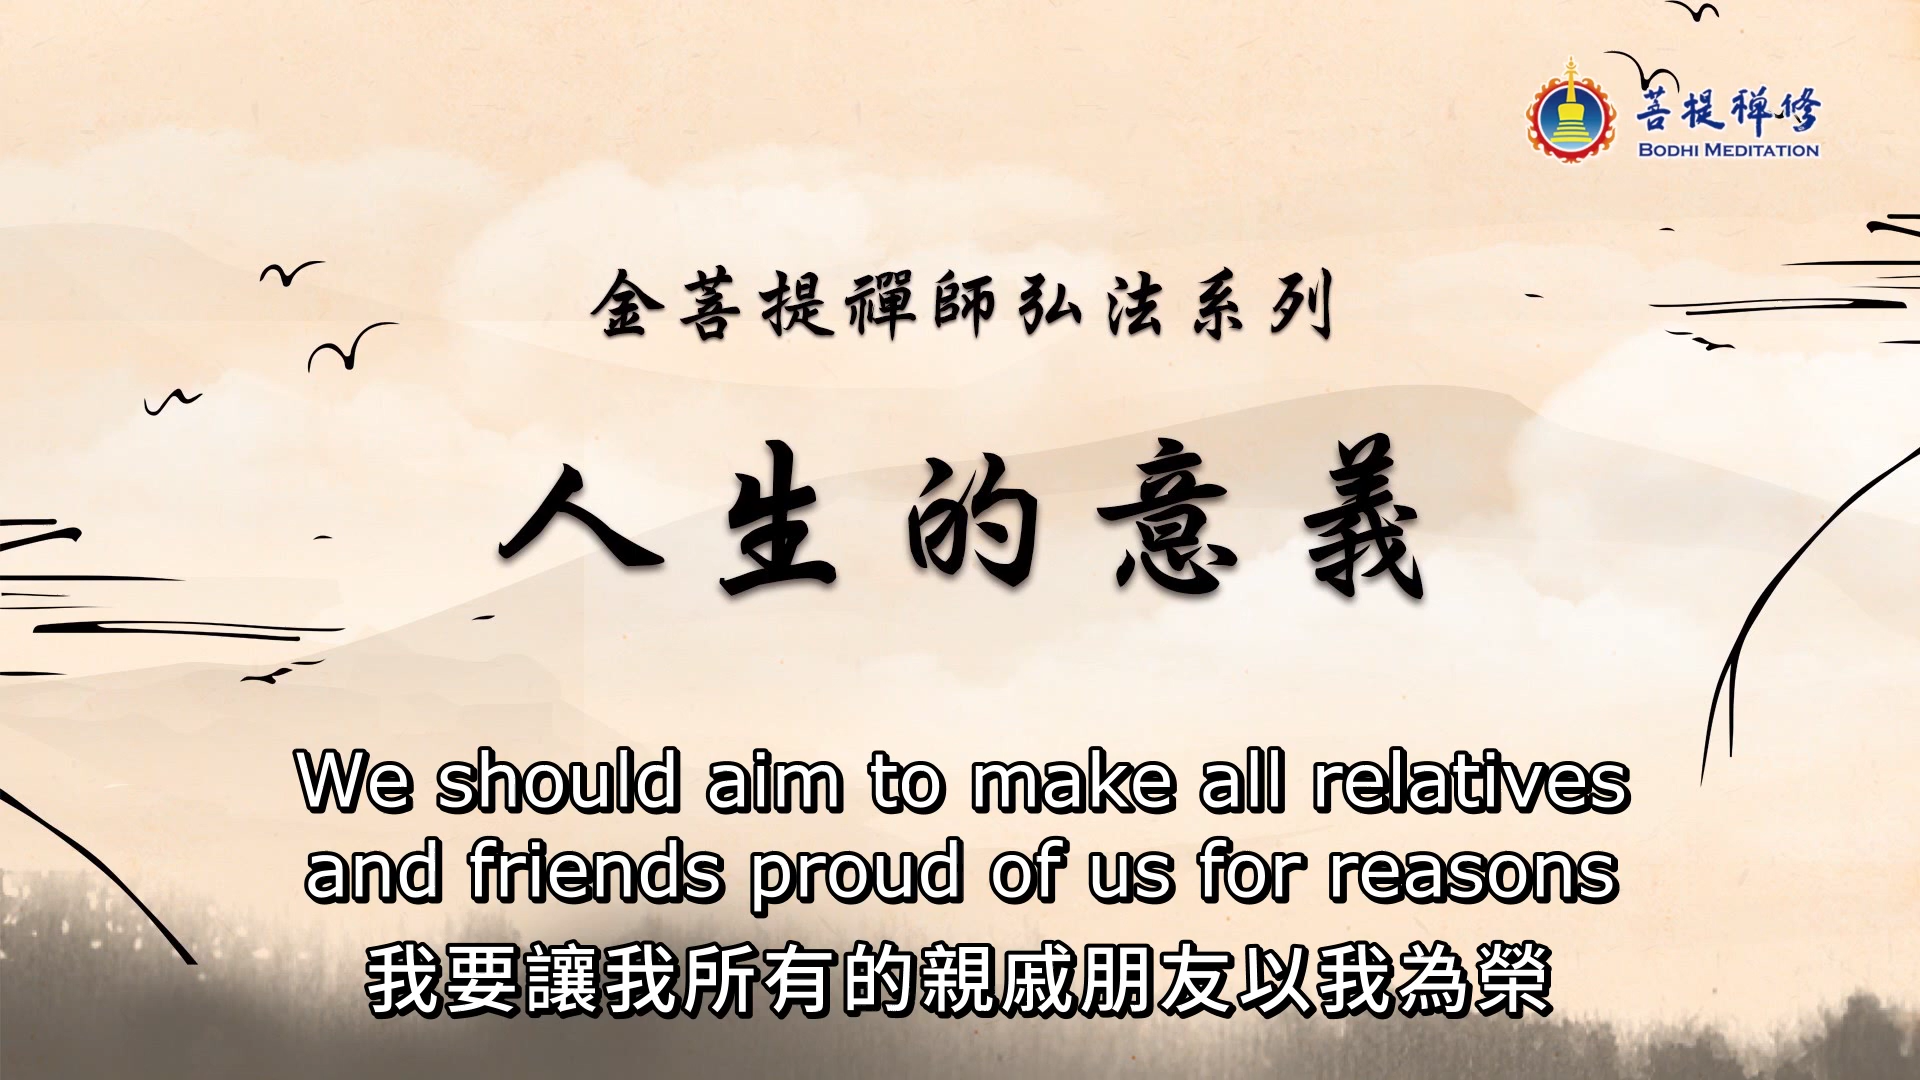 菩提禪修
BODHI MEDITATION
金菩提禪師弘法系列
人生的意義
We should aim to make all relatives
and friends proud of us for reasons
我要讓我所有的親戚朋友以我為榮